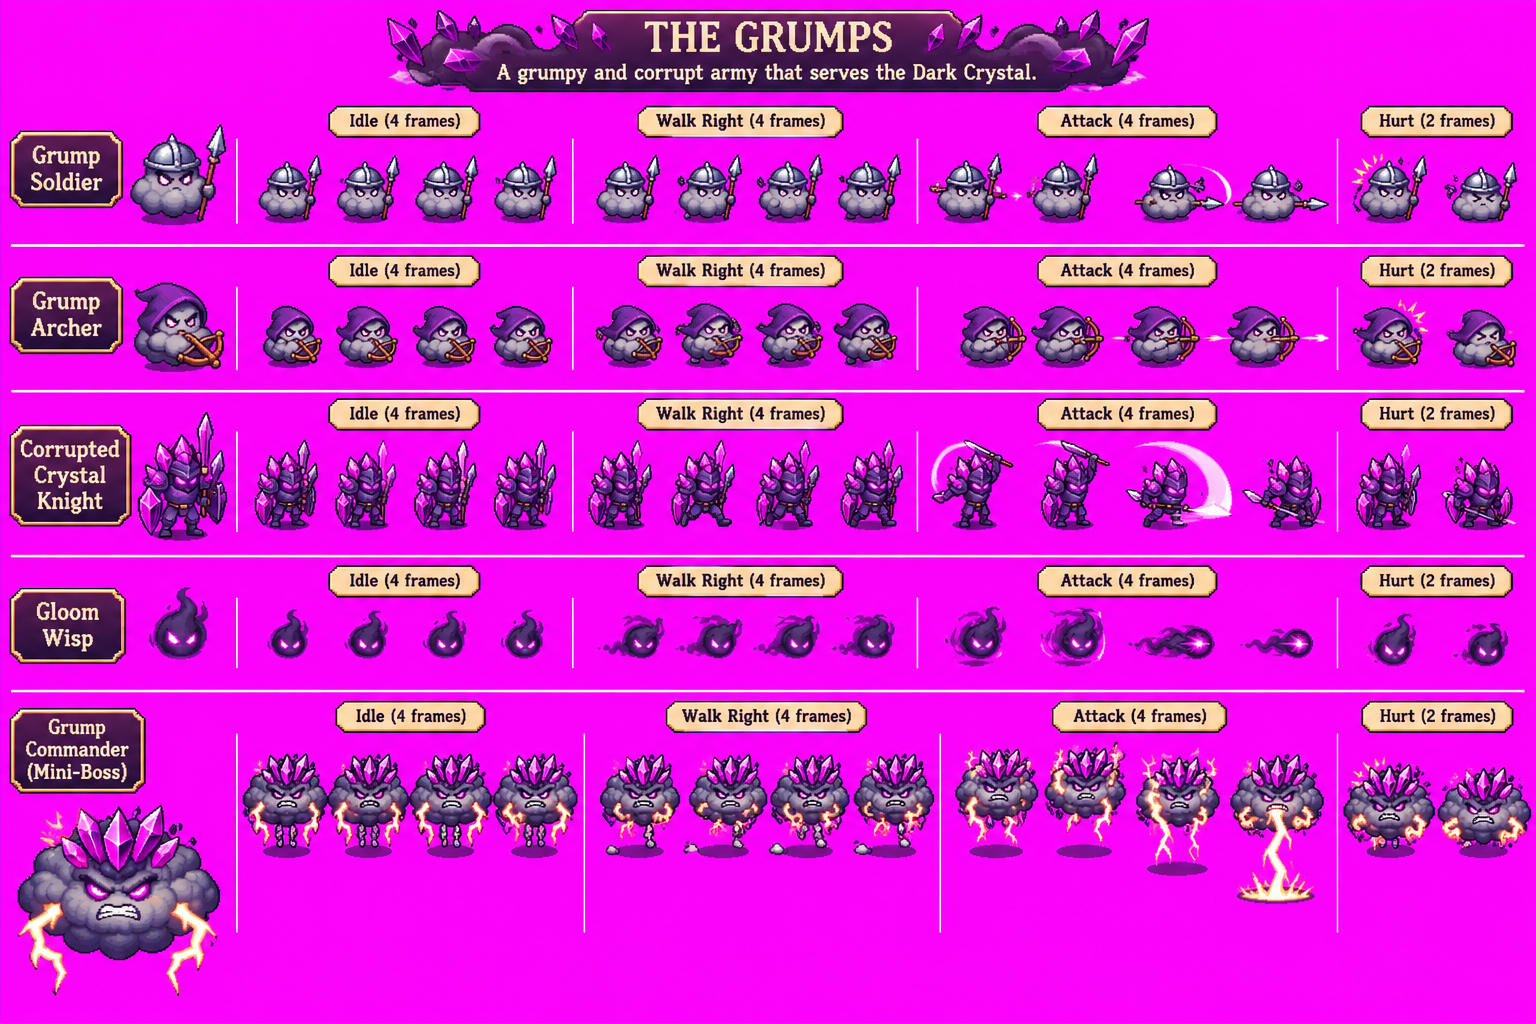 THE GRUMPS
A grumpy and corrupt army that serves the Dark Crystal.
Grump
Soldier
Idle (4 frames)
Walk Right (4 frames)
Attack (4 frames)
Hurt (2 frames)
Grump
Archer
Idle (4 frames)
Walk Right (4 frames)
Attack (4 frames)
Hurt (2 frames)
Corrupted
Crystal
Knight
Idle (4 frames)
Walk Right (4 frames)
Attack (4 frames)
Hurt (2 frames)
Gloom
Wisp
Idle (4 frames)
Walk Right (4 frames)
Attack (4 frames)
Hurt (2 frames)
Grump
Commander
(Mini-Boss)
Idle (4 frames)
Walk Right (4 frames)
Attack (4 frames)
Hurt (2 frames)